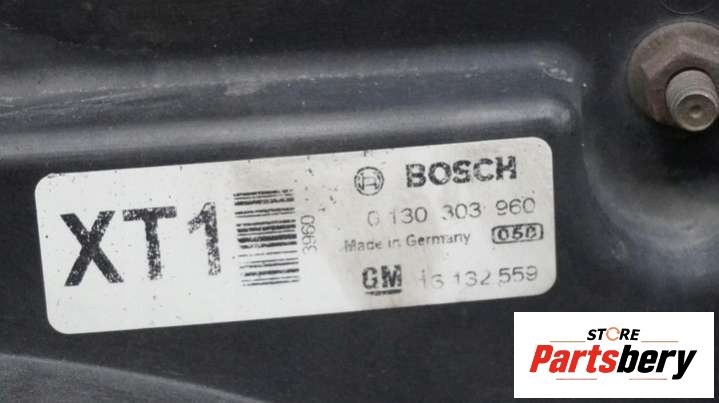 XT1
3960
BOSCH
0 130 303 960
Made in Germany 050
GM 13 132 559
STORE
Partsbery